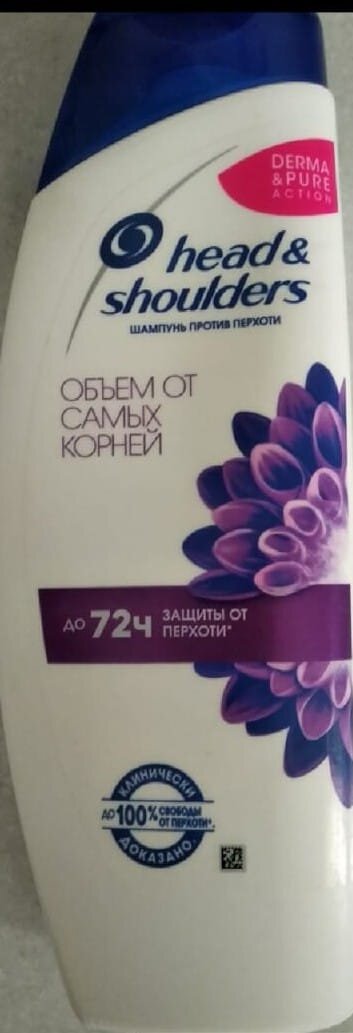 DERMA
&PURE
ACTION
head&
shoulders
ШАМПУНЬ ПРОТИВ ПЕРХОТИ
ОБЪЕМ ОТ
САМЫХ
КОРНЕЙ
ДО 72Ч ЗАЩИТЫ ОТ
ПЕРХОТИ*
КЛИНИЧЕСКИ
ДО 100% СВОБОДЫ
ОТ ПЕРХОТИ*.
ДОКАЗАНО.